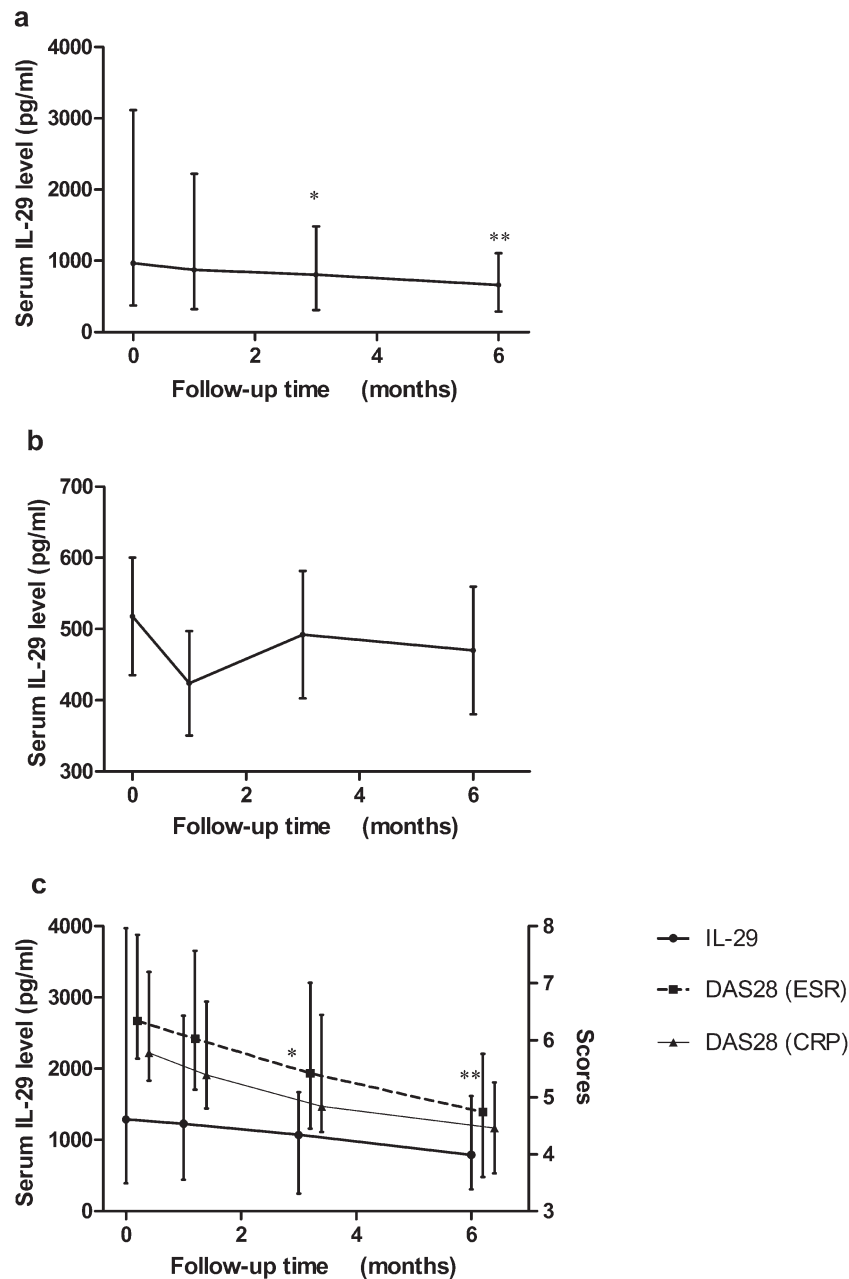 a
4000
3000
2000
1000
0
Serum IL-29 level (pg/ml)
*
**
0 2 4 6
Follow-up time (months)
b
700
600
500
400
300
Serum IL-29 level (pg/ml)
0 2 4 6
Follow-up time (months)
c
4000
3000
2000
1000
0
Serum IL-29 level (pg/ml)
*
**
8
7
6
5
4
3
Scores
0 2 4 6
Follow-up time (months)
IL-29
DAS28 (ESR)
DAS28 (CRP)